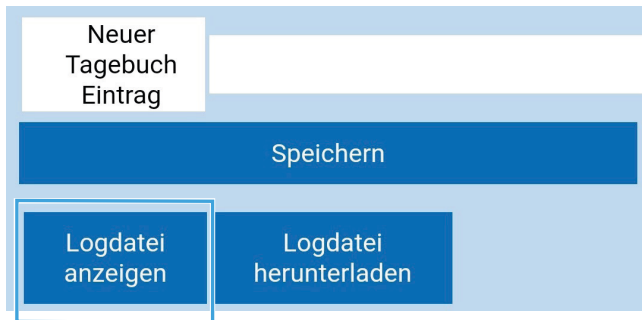 Neuer
Tagebuch
Eintrag
Speichern
Logdatei
anzeigen
Logdatei
herunterladen